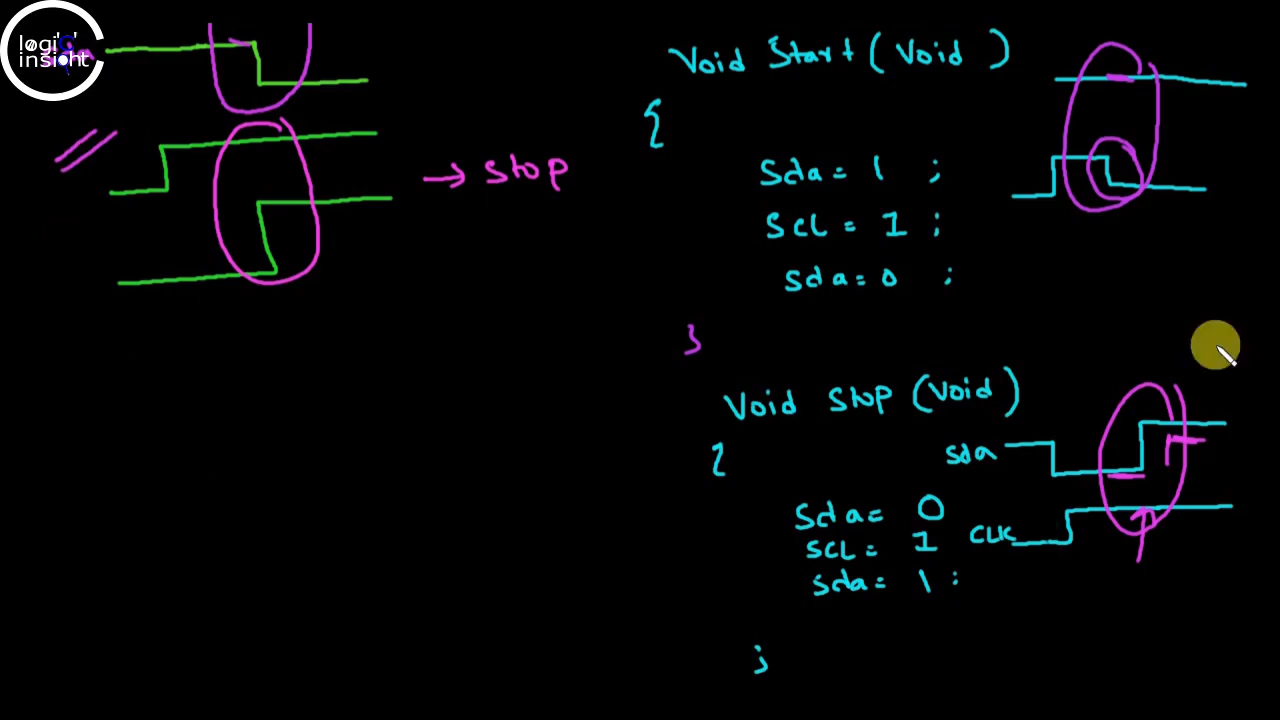 logic
insight
→ stop
Void Start ( Void )
{
Sda = 1 ;
SCL = 1 ;
Sda = 0 ;
}
Void Stop (Void)
{
Sda
Sda = 0
CLK
SCL = 1
Sda = 1 ;
;